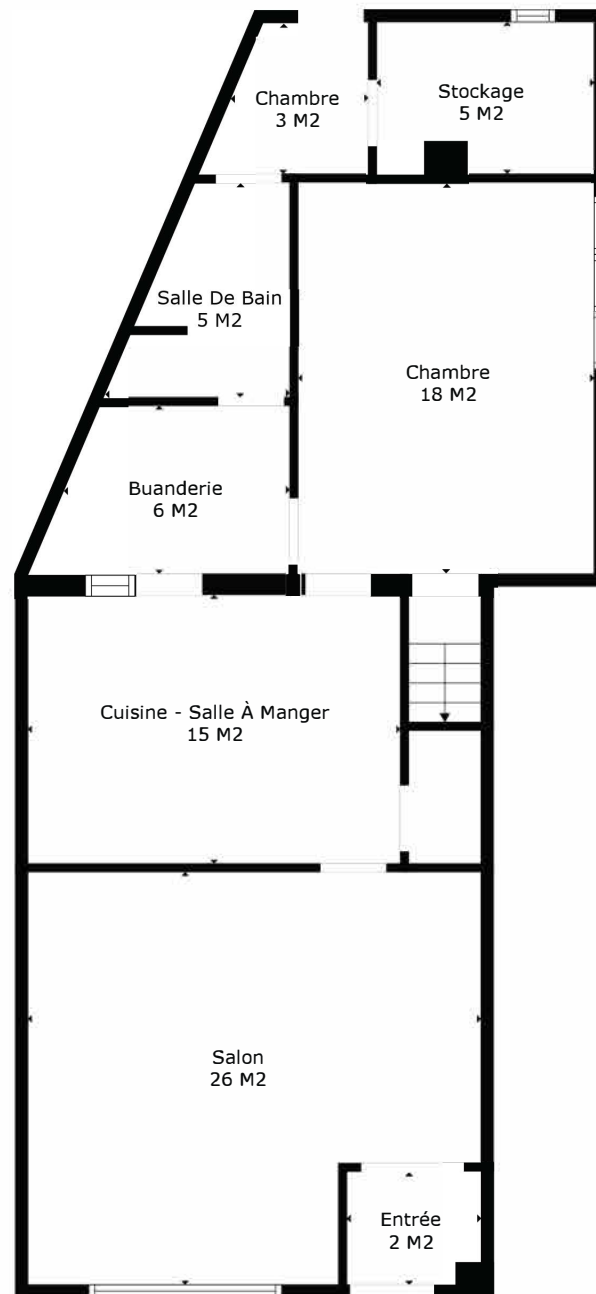 Chambre
3 M2
Stockage
5 M2
Salle De Bain
5 M2
Chambre
18 M2
Buanderie
6 M2
Cuisine - Salle À Manger
15 M2
Salon
26 M2
Entrée
2 M2